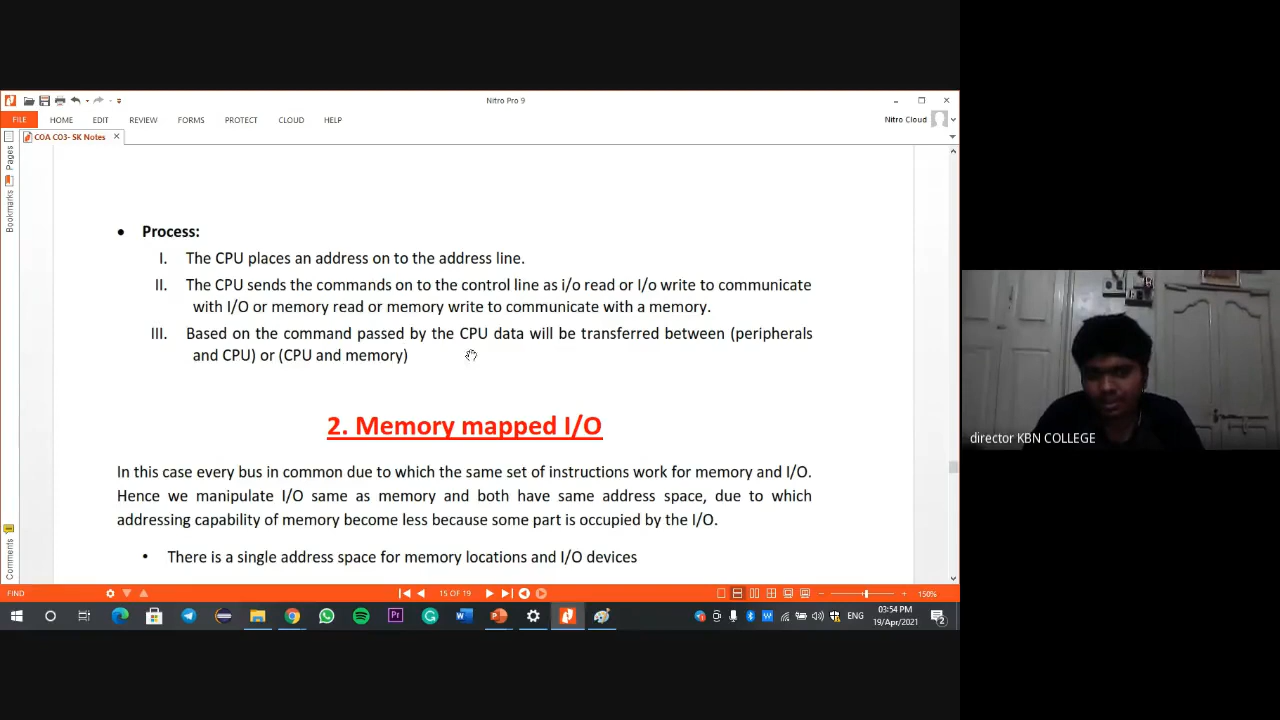 Nitro Pro 9
FILE HOME EDIT REVIEW FORMS PROTECT CLOUD HELP
Nitro Cloud
COA CO3- SK Notes
Pages
Bookmarks
Comments
• Process:
I. The CPU places an address on to the address line.
II. The CPU sends the commands on to the control line as i/o read or I/o write to communicate
with I/O or memory read or memory write to communicate with a memory.
III. Based on the command passed by the CPU data will be transferred between (peripherals
and CPU) or (CPU and memory)
2. Memory mapped I/O
In this case every bus in common due to which the same set of instructions work for memory and I/O.
Hence we manipulate I/O same as memory and both have same address space, due to which
addressing capability of memory become less because some part is occupied by the I/O.
• There is a single address space for memory locations and I/O devices
director KBN COLLEGE
FIND
15 OF 19
150%
ENG
03:54 PM
19/Apr/2021
2